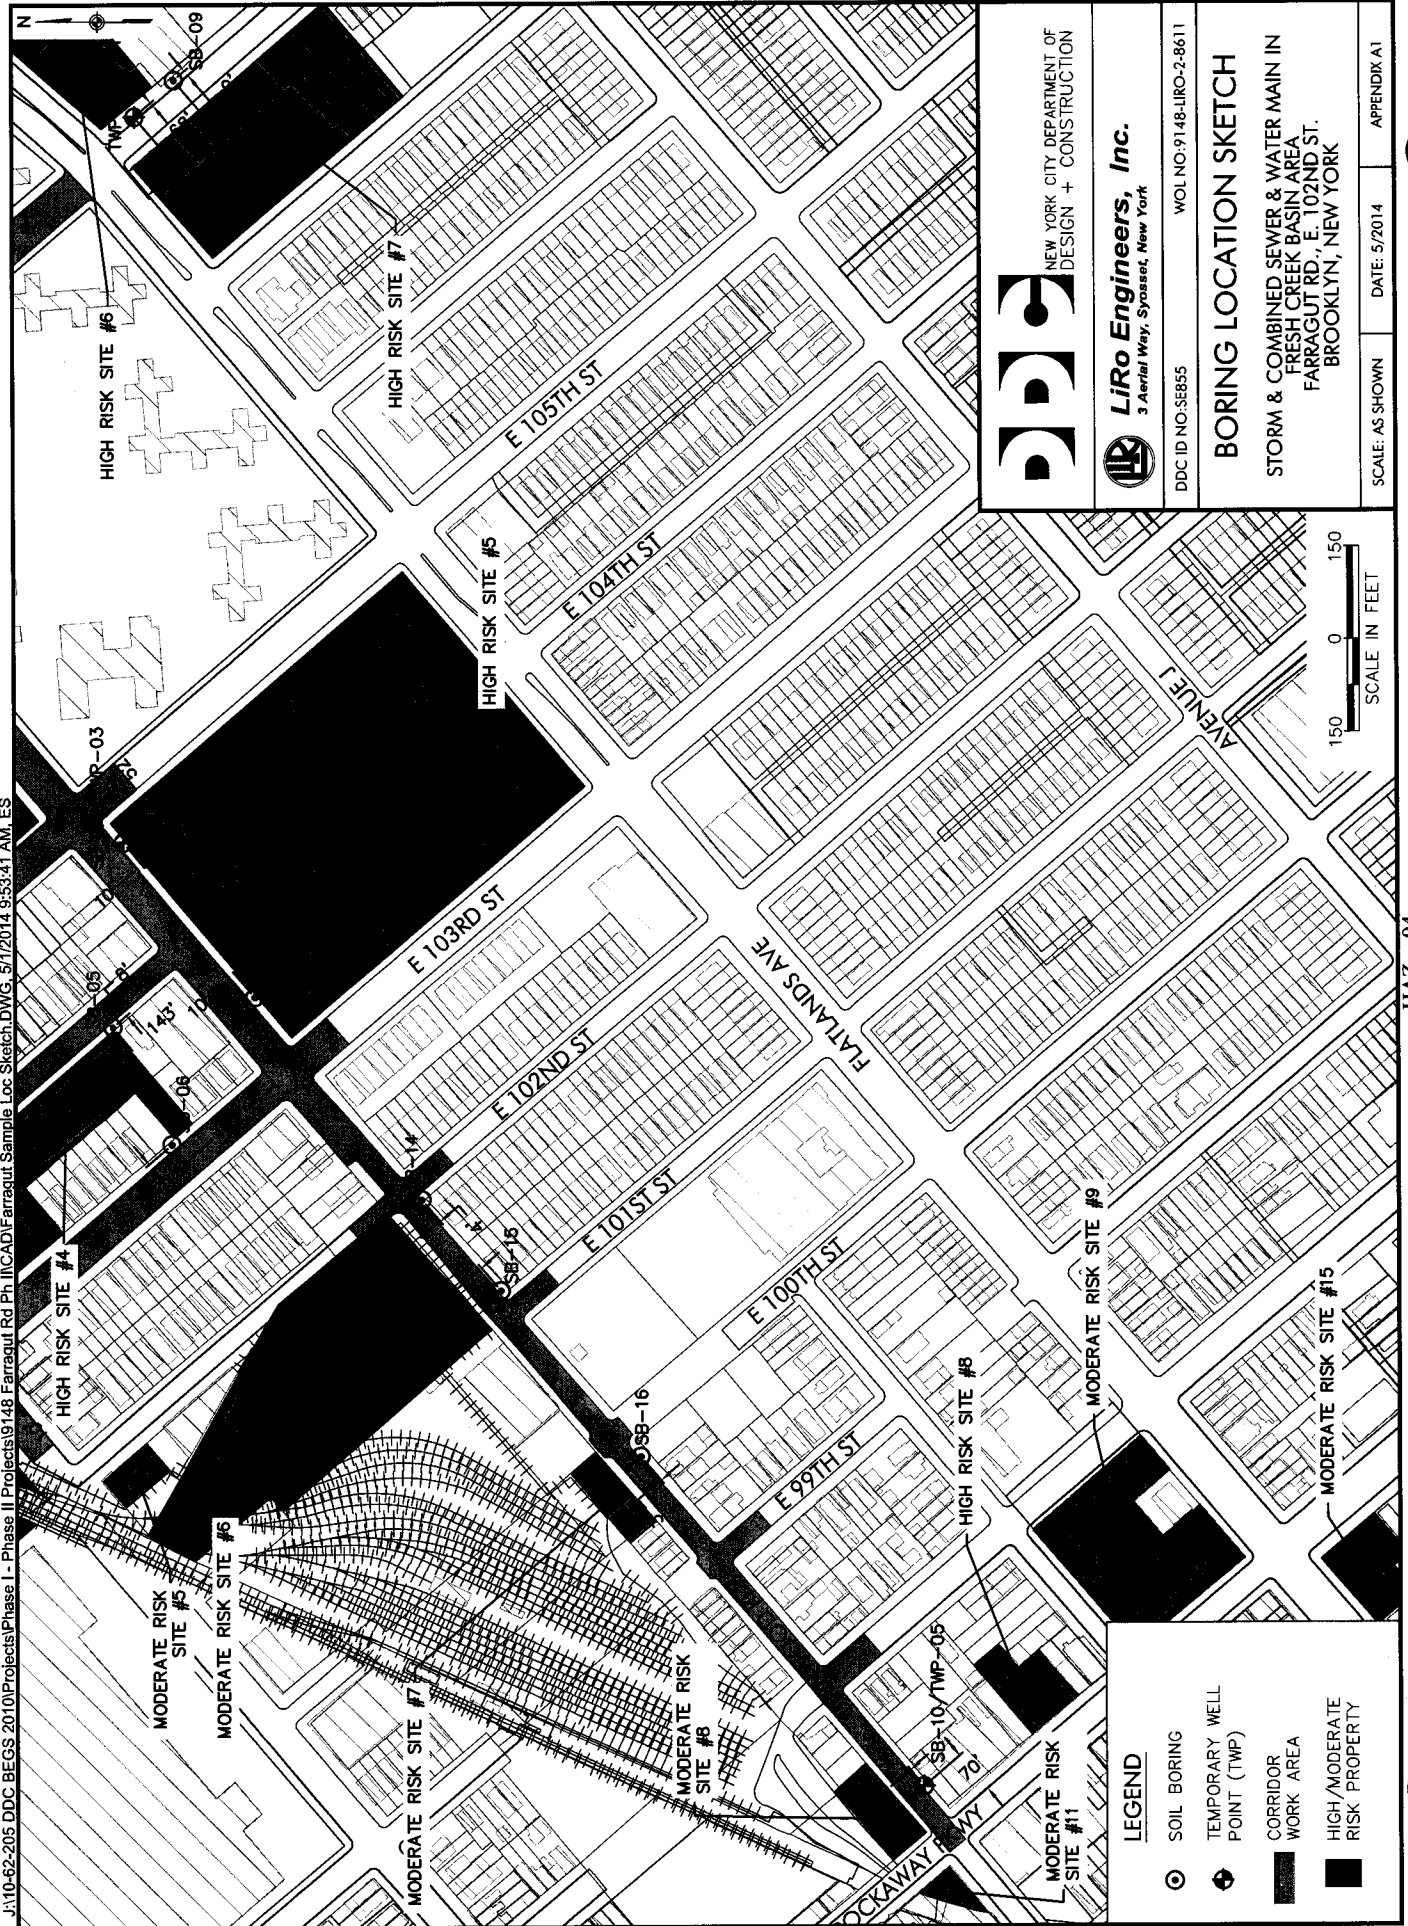 J:\10-62-205 DDC BEGS 2010\Projects\Phase I - Phase II Projects\9148 Farragut Rd Ph II\CAD\Farragut Sample Loc Sketch.DWG, 5/1/2014 9:53:41 AM, ES
N
SB-09
HIGH RISK SITE #6
HIGH RISK SITE #7
HIGH RISK SITE #5
HIGH RISK SITE #4
143'
E 105TH ST
E 104TH ST
E 103RD ST
E 102ND ST
E 101ST ST
E 100TH ST
E 99TH ST
FLATLANDS AVE
AVENUE J
SB-15
SB-16
SB-10/TWP-05
70'
MODERATE RISK
SITE #5
MODERATE RISK SITE #6
MODERATE RISK SITE #7
MODERATE RISK
SITE #8
HIGH RISK SITE #8
MODERATE RISK SITE #9
MODERATE RISK SITE #15
MODERATE RISK
SITE #11
LEGEND
SOIL BORING
TEMPORARY WELL
POINT (TWP)
CORRIDOR
WORK AREA
HIGH/MODERATE
RISK PROPERTY
150 0 150
SCALE IN FEET
DDC
NEW YORK CITY DEPARTMENT OF
DESIGN + CONSTRUCTION
LiRo Engineers, Inc.
3 Aerial Way, Syosset, New York
DDC ID NO:SE855
WOL NO:9148-LIRO-2-8611
BORING LOCATION SKETCH
STORM & COMBINED SEWER & WATER MAIN IN
FRESH CREEK BASIN AREA
FARRAGUT RD., E. 102ND ST.
BROOKLYN, NEW YORK
SCALE: AS SHOWN
DATE: 5/2014
APPENDIX A1